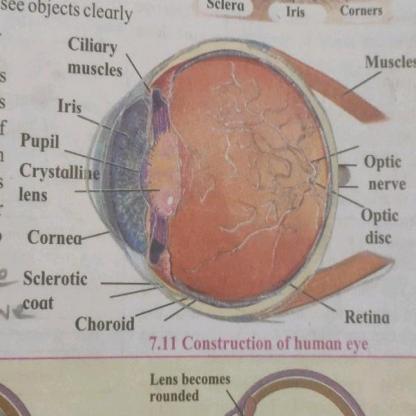 see objects clearly
Sclera
Iris
Corners
Ciliary
muscles
Muscles
Iris
Pupil
Crystalline
lens
Optic
nerve
Optic
disc
Cornea
Sclerotic
coat
Choroid
Retina
7.11 Construction of human eye
Lens becomes
rounded